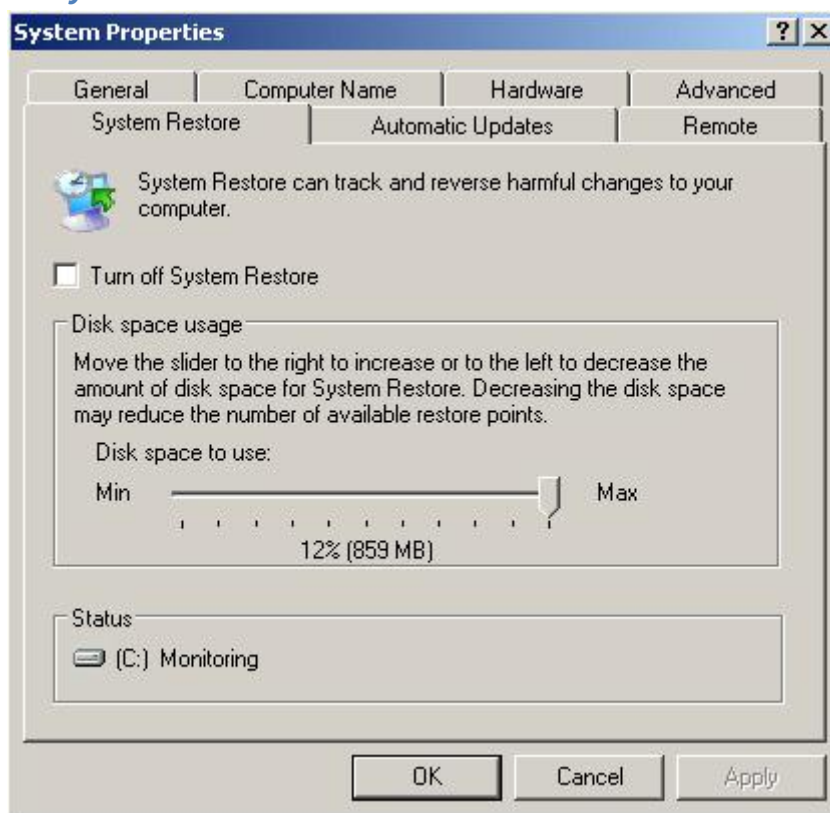 System Properties
General Computer Name Hardware Advanced
System Restore Automatic Updates Remote
System Restore can track and reverse harmful changes to your
computer.
Turn off System Restore
Disk space usage
Move the slider to the right to increase or to the left to decrease the
amount of disk space for System Restore. Decreasing the disk space
may reduce the number of available restore points.
Disk space to use:
Min Max
12% (859 MB)
Status
(C:) Monitoring
OK Cancel Apply